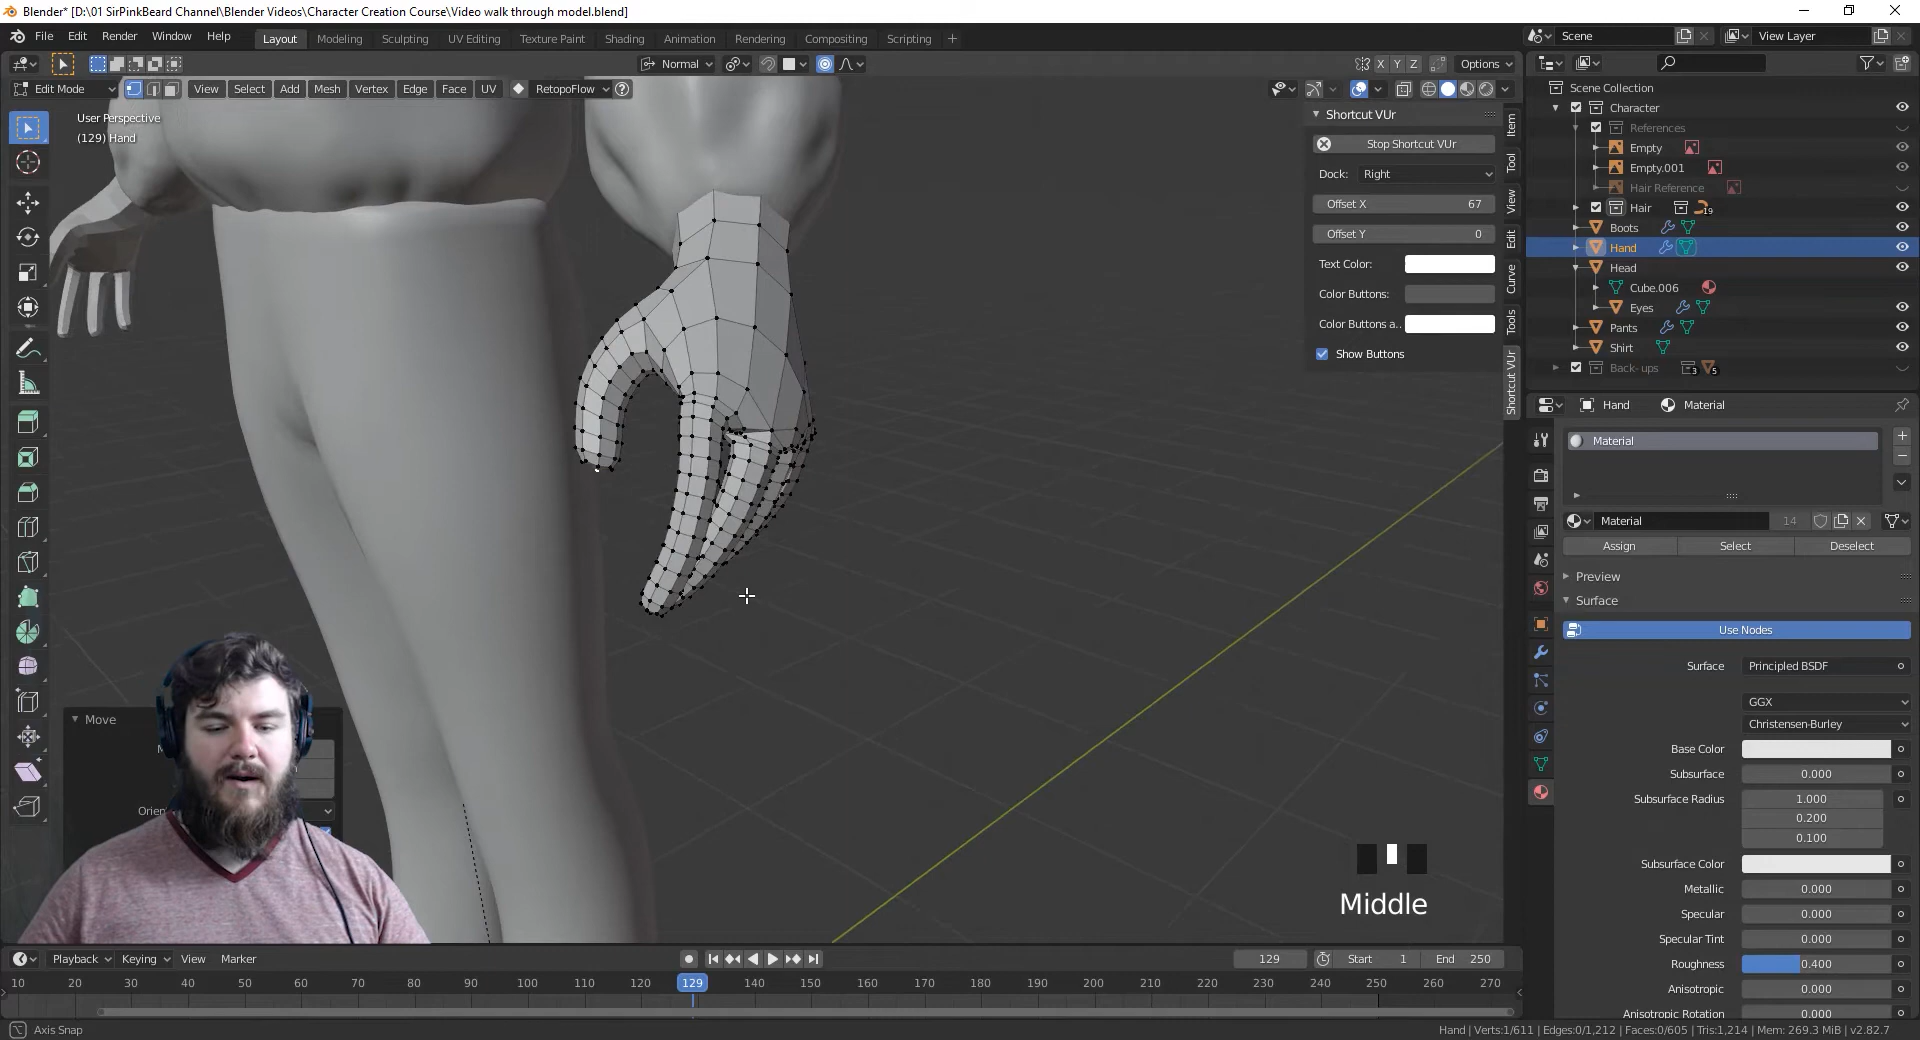 Blender* [D:\01 SirPinkBeard Channel\Blender Videos\Character Creation Course\Video walk through model.blend]
File Edit Render Window Help Layout Modeling Sculpting UV Editing Texture Paint Shading Animation Rendering Compositing Scripting + Scene View Layer
Normal X Y Z Options
Edit Mode View Select Add Mesh Vertex Edge Face UV RetopoFlow
User Perspective
(129) Hand
Shortcut VUr
Stop Shortcut VUr
Dock: Right
Offset X 67
Offset Y 0
Text Color:
Color Buttons:
Color Buttons a..
Show Buttons
Item
Tool
View
Edit
Curve
Tools
Shortcut VUr
Scene Collection
Character
References
Empty
Empty.001
Hair Reference
Hair 19
Boots
Hand
Head
Cube.006
Eyes
Pants
Shirt
Back-ups 3 5
Hand Material
Material
Material 14
Assign Select Deselect
Preview
Surface
Use Nodes
Surface Principled BSDF
GGX
Christensen-Burley
Base Color
Subsurface 0.000
Subsurface Radius 1.000
0.200
0.100
Subsurface Color
Metallic 0.000
Specular 0.000
Specular Tint 0.000
Roughness 0.400
Anisotropic 0.000
Anisotropic Rotation 0.000
Move
Orien
Middle
Playback Keying View Marker 129 Start 1 End 250
10 20 30 40 50 60 70 80 90 100 110 120 129 140 150 160 170 180 190 200 210 220 230 240 250 260 270
Axis Snap
Hand | Verts:1/611 | Edges:0/1,212 | Faces:0/605 | Tris:1,214 | Mem: 269.3 MiB | v2.82.7